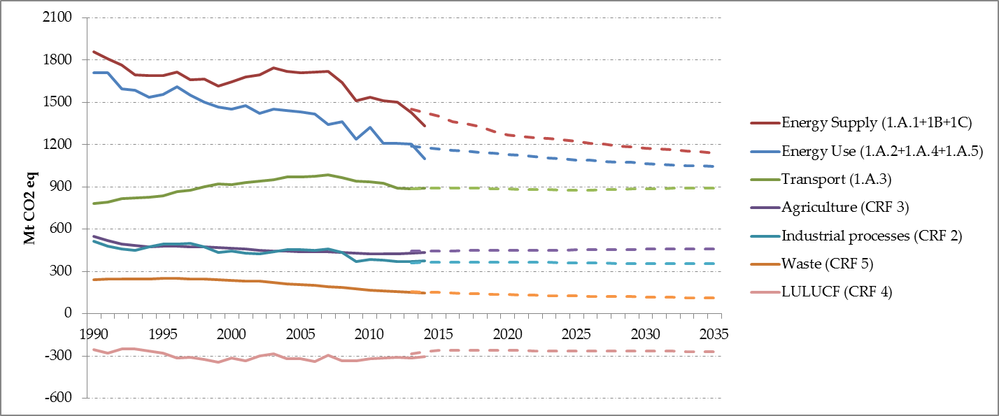 2100
1800
1500
1200
900
600
300
0
-300
-600
Mt CO2 eq
1990 1995 2000 2005 2010 2015 2020 2025 2030 2035
Energy Supply (1.A.1+1B+1C)
Energy Use (1.A.2+1.A.4+1.A.5)
Transport (1.A.3)
Agriculture (CRF 3)
Industrial processes (CRF 2)
Waste (CRF 5)
LULUCF (CRF 4)